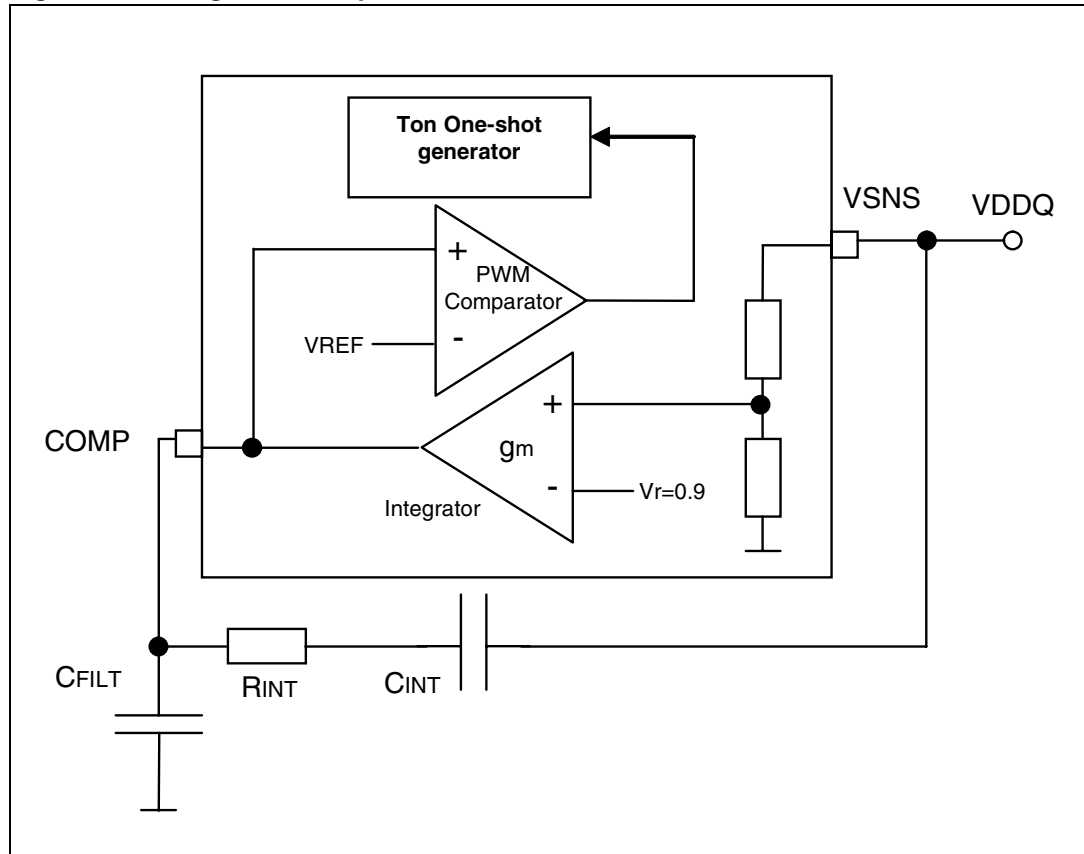 Ton One-shot
generator
VSNS
VDDQ
+
PWM
Comparator
VREF
-
+
COMP
gm
-
Vr=0.9
Integrator
CFILT
RINT
CINT